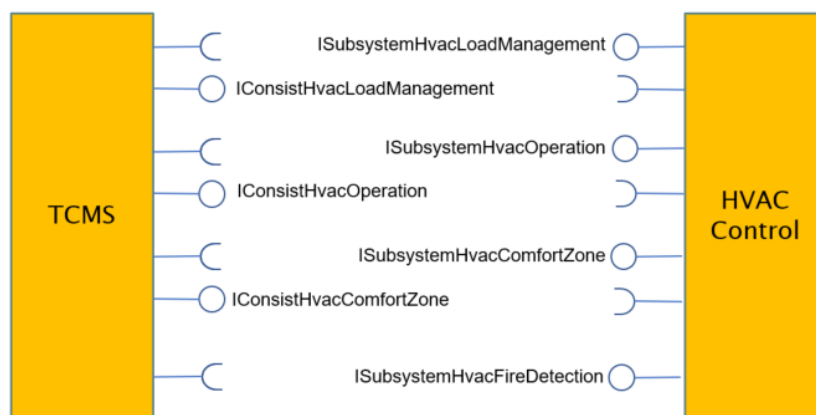 ISubsystemHvacLoadManagement
IConsistHvacLoadManagement
ISubsystemHvacOperation
IConsistHvacOperation
TCMS
HVAC
Control
ISubsystemHvacComfortZone
IConsistHvacComfortZone
ISubsystemHvacFireDetection